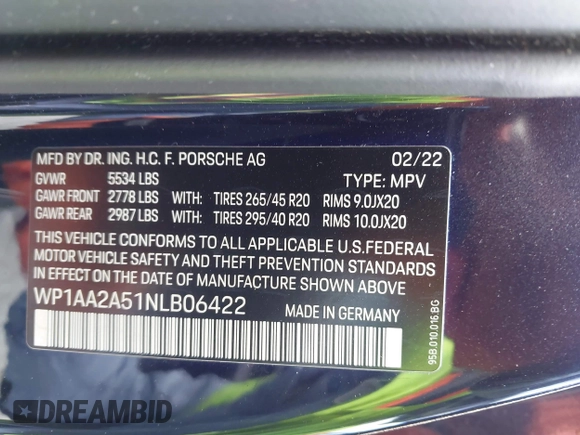 MFD BY DR. ING. H.C. F. PORSCHE AG 02/22
GVWR 5534 LBS TYPE: MPV
GAWR FRONT 2778 LBS WITH: TIRES 265/45 R20 RIMS 9.0JX20
GAWR REAR 2987 LBS WITH: TIRES 295/40 R20 RIMS 10.0JX20
THIS VEHICLE CONFORMS TO ALL APPLICABLE U.S.FEDERAL
MOTOR VEHICLE SAFETY AND THEFT PREVENTION STANDARDS
IN EFFECT ON THE DATE OF MANUFACTURE SHOWN ABOVE
WP1AA2A51NLB06422
MADE IN GERMANY
95B.010.016.BG
DREAMBID